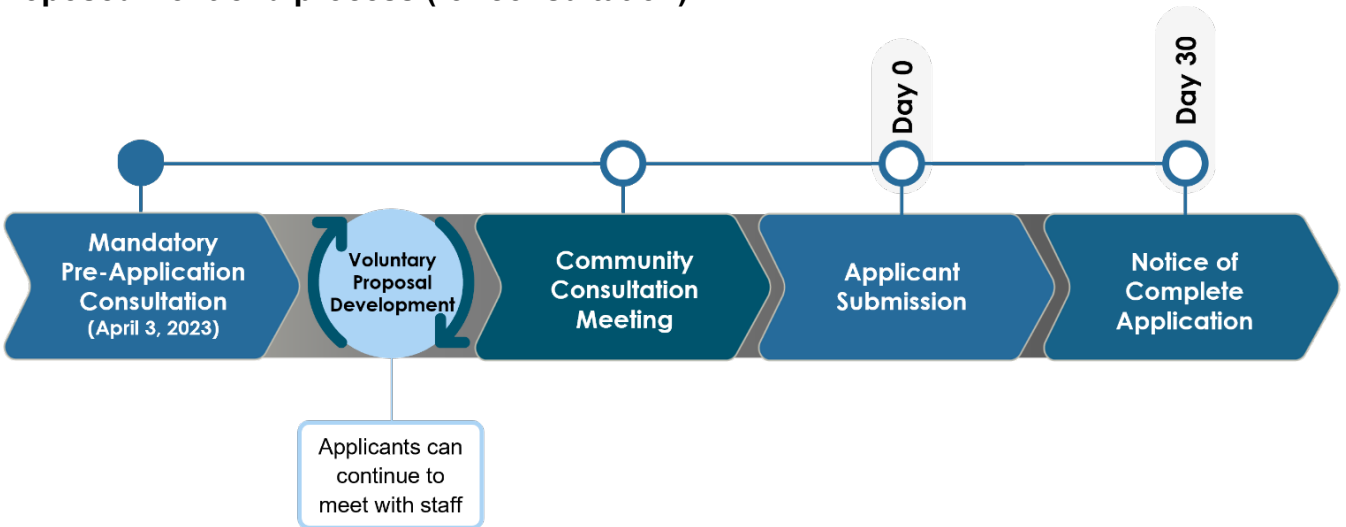 Day 0
Day 30
Mandatory
Pre-Application
Consultation
(April 3, 2023)
Voluntary
Proposal
Development
Community
Consultation
Meeting
Applicant
Submission
Notice of
Complete
Application
Applicants can
continue to
meet with staff